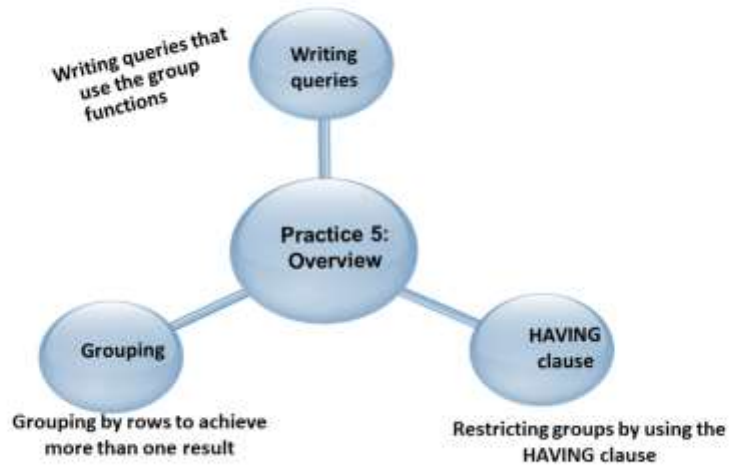 Writing queries that
use the group
functions
Writing
queries
Practice 5:
Overview
Grouping
Grouping by rows to achieve
more than one result
HAVING
clause
Restricting groups by using the
HAVING clause